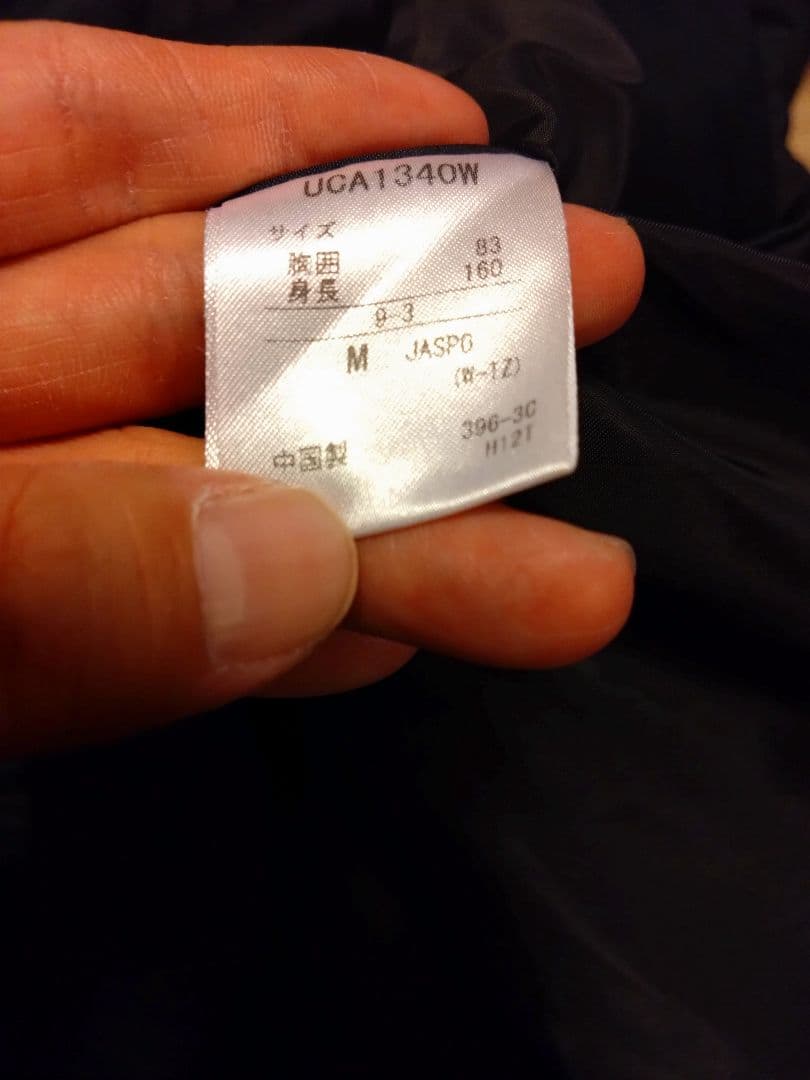 UCA1340W
サイズ
胸囲 83
身長 160
9-3
M JASPO
(W-1Z)
396-3C
中国製 H12T